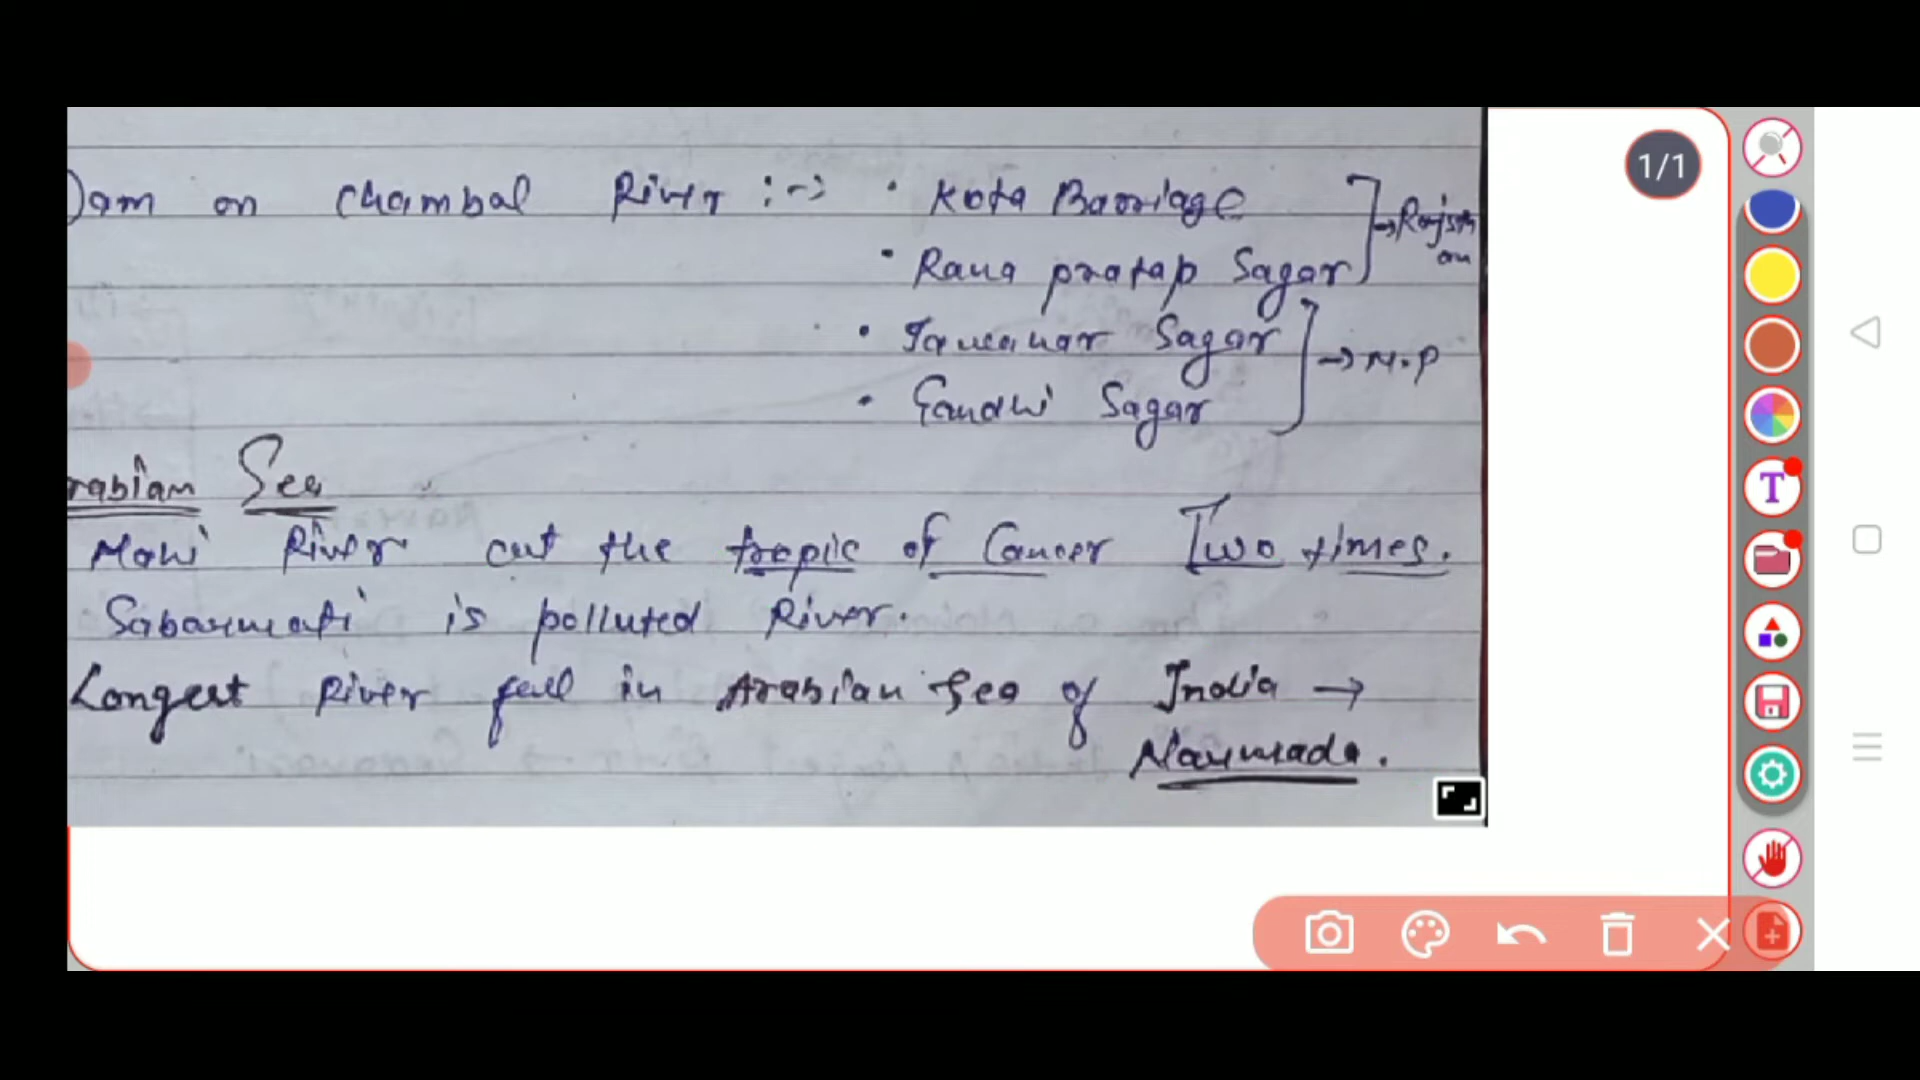 Dam on Chambal River :-> • Kota Barriage
• Rana pratap Sagar
→ Rajsthan
• Jawahar Sagar
• Gandhi Sagar
→ M.P
rabian Sea
Mahi River cut the tropic of Cancer Two times.
Sabarmati is polluted River.
Longest River fall in Arabian Sea of India →
Narmada.
1/1
T